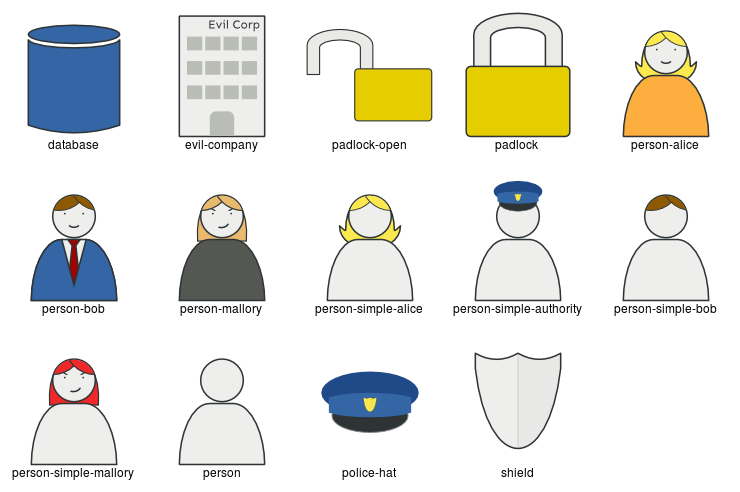 Evil Corp
database
evil-company
padlock-open
padlock
person-alice
person-bob
person-mallory
person-simple-alice
person-simple-authority
person-simple-bob
person-simple-mallory
person
police-hat
shield